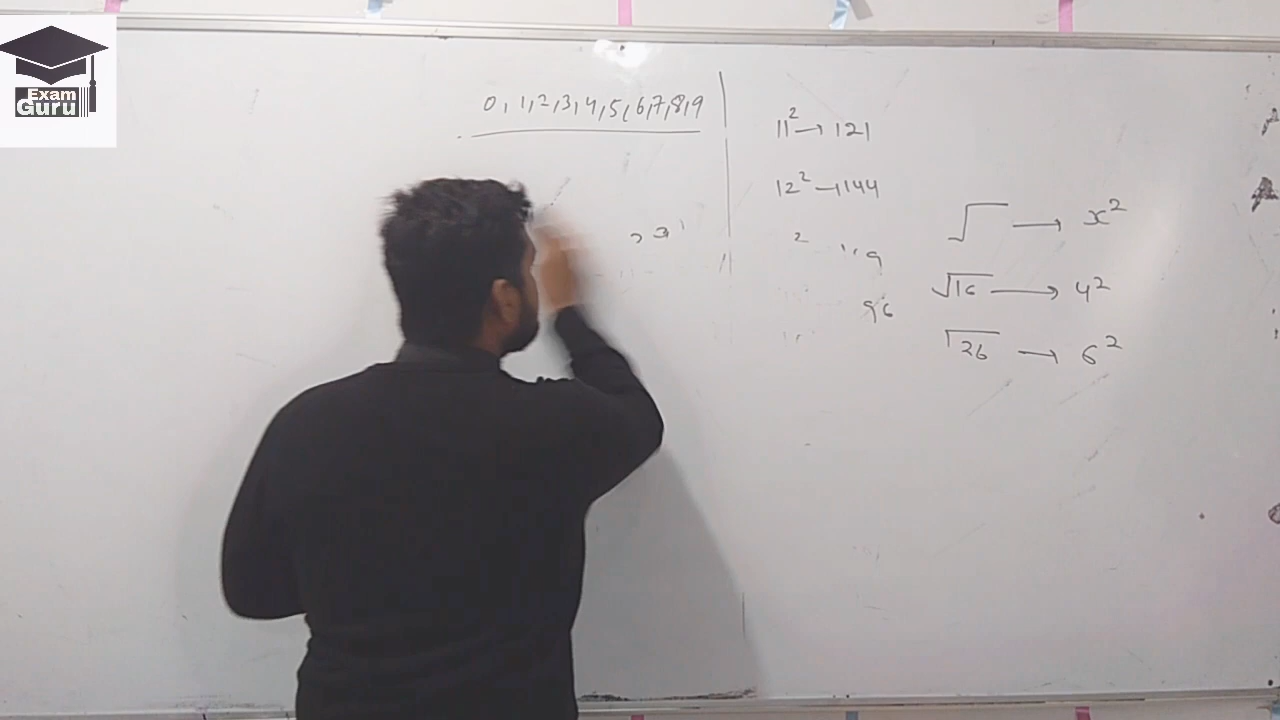 Exam
Guru
0, 1, 2, 3, 4, 5, 6, 7, 8, 9
11² → 121
12² → 144
√ → x²
√16 → 4²
√36 → 6²